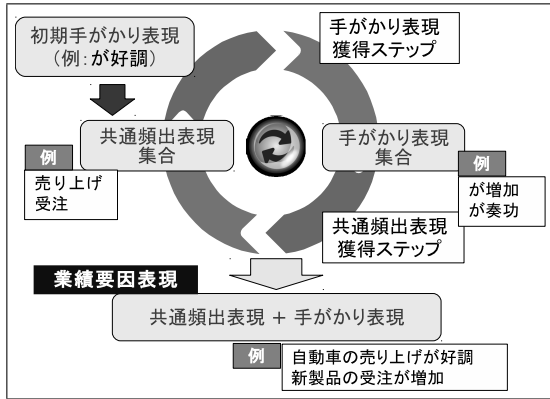 初期手がかり表現
(例：が好調)
手がかり表現
獲得ステップ
共通頻出表現
集合
手がかり表現
集合
例
売り上げ
受注
例
が増加
が奏功
共通頻出表現
獲得ステップ
業績要因表現
共通頻出表現 + 手がかり表現
例
自動車の売り上げが好調
新製品の受注が増加